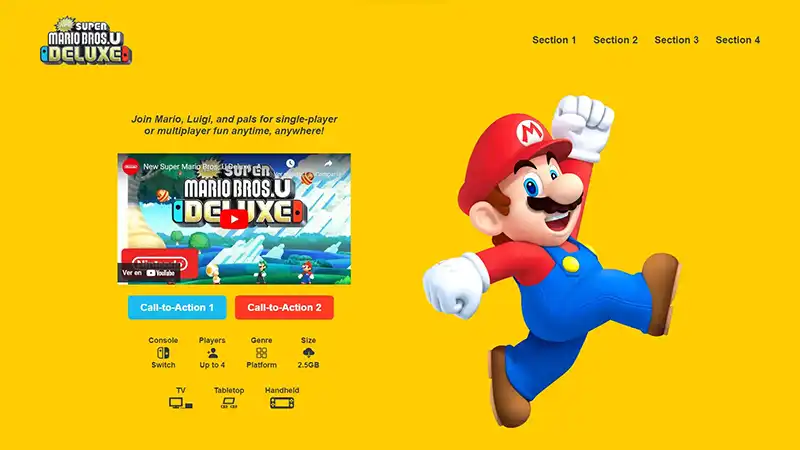 SUPER
MARIO BROS. U
DELUXE
Section 1 Section 2 Section 3 Section 4
Join Mario, Luigi, and pals for single-player
or multiplayer fun anytime, anywhere!
New Super Mario Bros. U Deluxe - A
SUPER
MARIO BROS. U
DELUXE
Nintendo
Ver en YouTube
Call-to-Action 1 Call-to-Action 2
Console Players Genre Size
Switch Up to 4 Platform 2.5GB
TV Tabletop Handheld
M